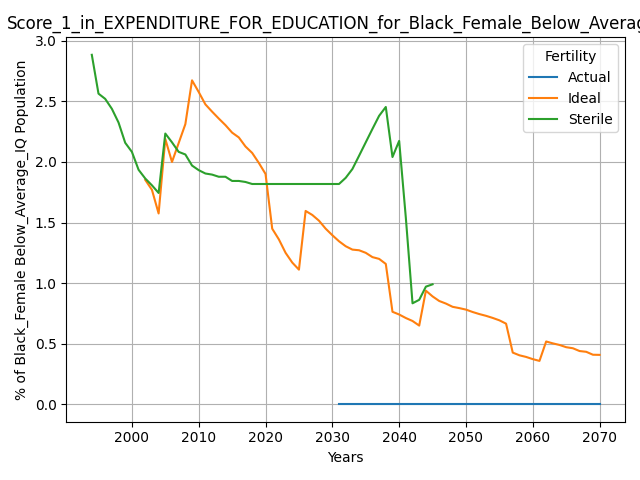 Score_1_in_EXPENDITURE_FOR_EDUCATION_for_Black_Female_Below_Averag
% of Black_Female Below_Average_IQ Population
3.0
2.5
2.0
1.5
1.0
0.5
0.0
Fertility
Actual
Ideal
Sterile
2000 2010 2020 2030 2040 2050 2060 2070
Years